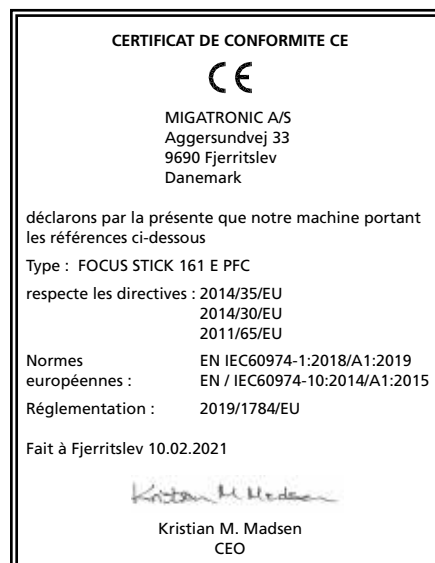 CERTIFICAT DE CONFORMITE CE
CE
MIGATRONIC A/S
Aggersundvej 33
9690 Fjerritslev
Danemark
déclarons par la présente que notre machine portant
les références ci-dessous
Type : FOCUS STICK 161 E PFC
respecte les directives : 2014/35/EU
2014/30/EU
2011/65/EU
Normes EN IEC60974-1:2018/A1:2019
européennes : EN / IEC60974-10:2014/A1:2015
Réglementation : 2019/1784/EU
Fait à Fjerritslev 10.02.2021
Kristian M Madsen
Kristian M. Madsen
CEO